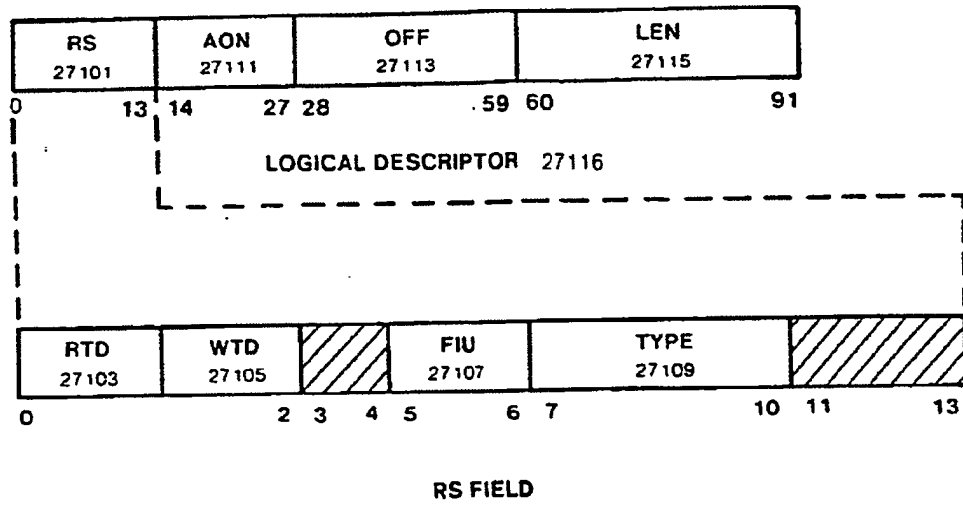 RS AON OFF LEN
27101 27111 27113 27115
0 13 14 27 28 59 60 91
LOGICAL DESCRIPTOR 27116
RTD WTD FIU TYPE
27103 27105 27107 27109
0 2 3 4 5 6 7 10 11 13
RS FIELD